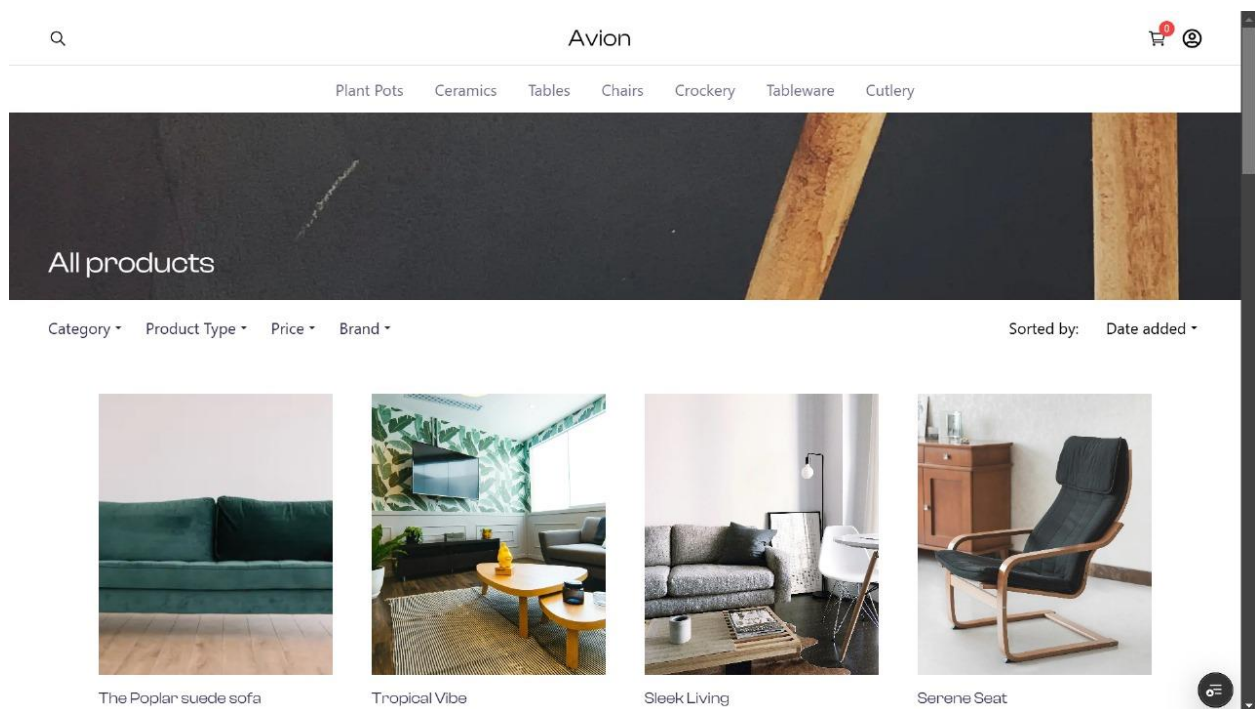 Avion
0
Plant Pots Ceramics Tables Chairs Crockery Tableware Cutlery
All products
Category Product Type Price Brand Sorted by: Date added
The Poplar suede sofa Tropical Vibe Sleek Living Serene Seat